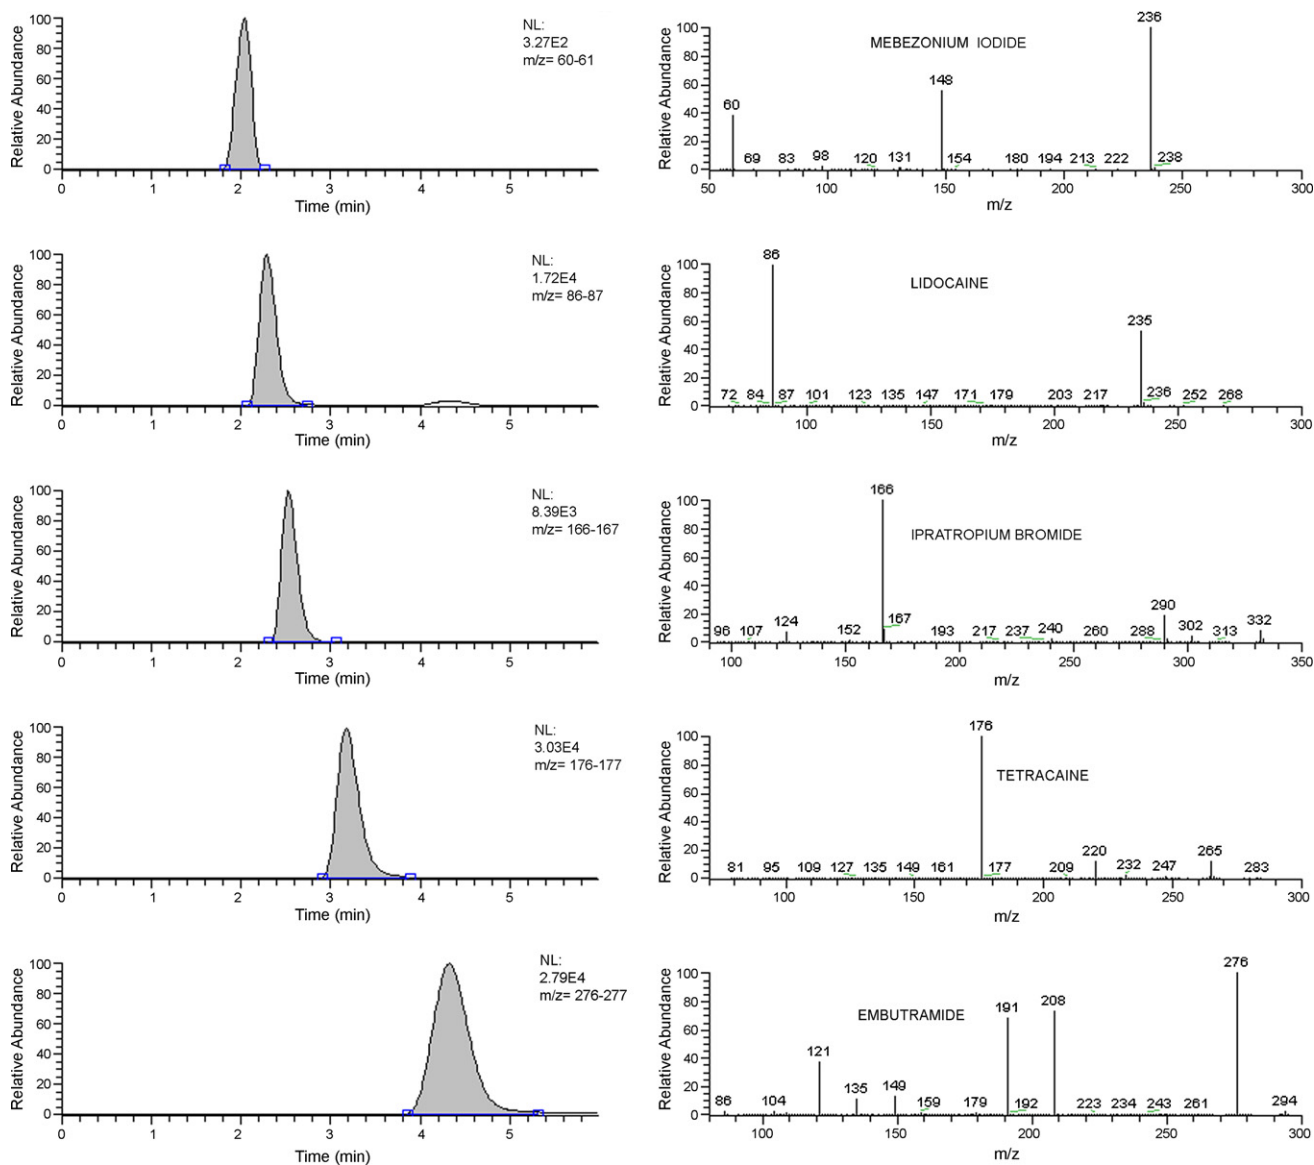 NL:
3.27E2
m/z= 60-61
Relative Abundance
100
80
60
40
20
0
0 1 2 3 4 5
Time (min)
MEBEZONIUM IODIDE
Relative Abundance
100
80
60
40
20
0
236
148
60
69 83 98 120 131 154 180 194 213 222 238
50 100 150 200 250 300
m/z
NL:
1.72E4
m/z= 86-87
Relative Abundance
100
80
60
40
20
0
0 1 2 3 4 5
Time (min)
LIDOCAINE
Relative Abundance
100
80
60
40
20
0
86
235
72 84 87 101 123 135 147 171 179 203 217 236 252 268
100 150 200 250 300
m/z
NL:
8.39E3
m/z= 166-167
Relative Abundance
100
80
60
40
20
0
0 1 2 3 4 5
Time (min)
IPRATROPIUM BROMIDE
Relative Abundance
100
80
60
40
20
0
166
96 107 124 152 167 193 217 237 240 260 288 290 302 313 332
100 150 200 250 300 350
m/z
NL:
3.03E4
m/z= 176-177
Relative Abundance
100
80
60
40
20
0
0 1 2 3 4 5
Time (min)
TETRACAINE
Relative Abundance
100
80
60
40
20
0
176
81 95 109 127 135 149 161 177 209 220 232 247 265 283
100 150 200 250 300
m/z
NL:
2.79E4
m/z= 276-277
Relative Abundance
100
80
60
40
20
0
0 1 2 3 4 5
Time (min)
EMBUTRAMIDE
Relative Abundance
100
80
60
40
20
0
276
191 208
121
86 104 135 149 159 179 192 223 234 243 261 294
100 150 200 250 300
m/z